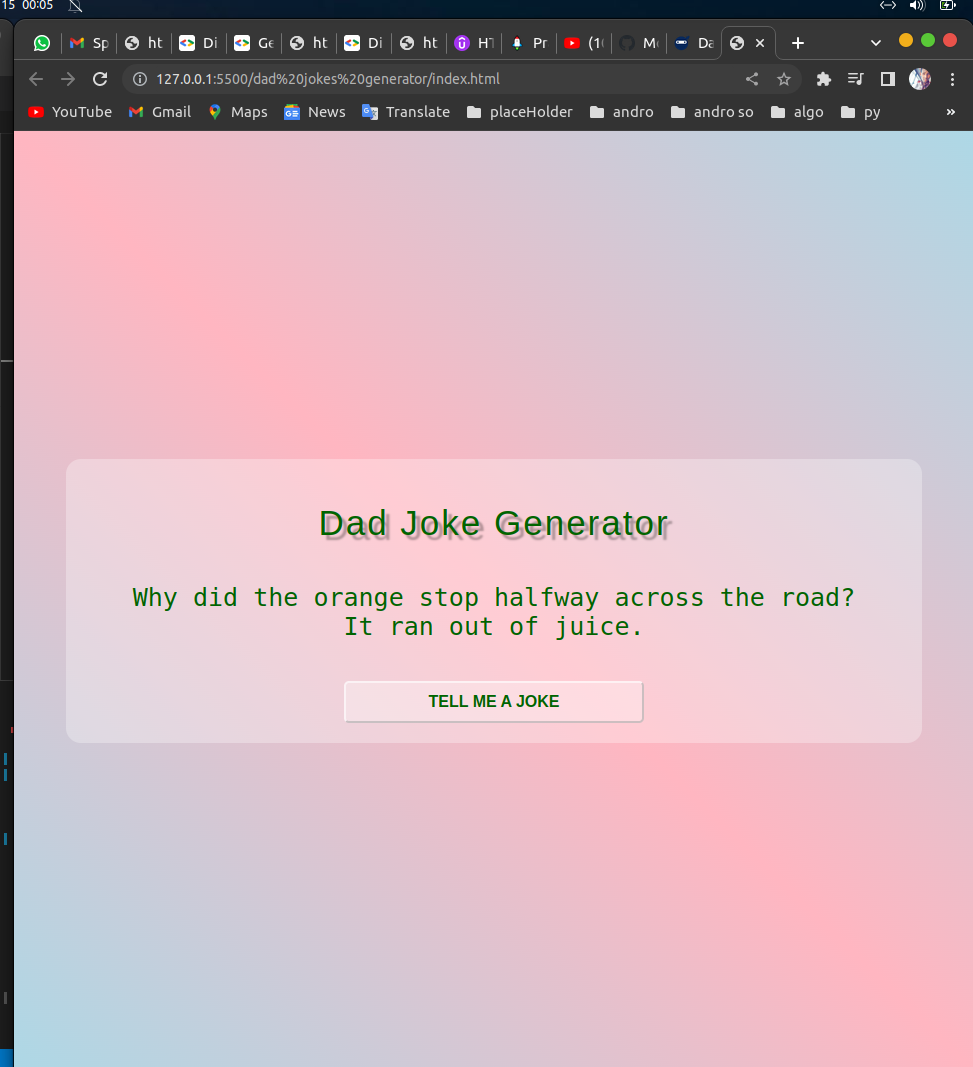 15 00:05
Sp
ht
Di
Ge
ht
Di
ht
HT
Pr
(1
M
Da
127.0.0.1:5500/dad%20jokes%20generator/index.html
YouTube
Gmail
Maps
News
Translate
placeHolder
andro
andro so
algo
py
»
Dad Joke Generator
Why did the orange stop halfway across the road?
It ran out of juice.
TELL ME A JOKE